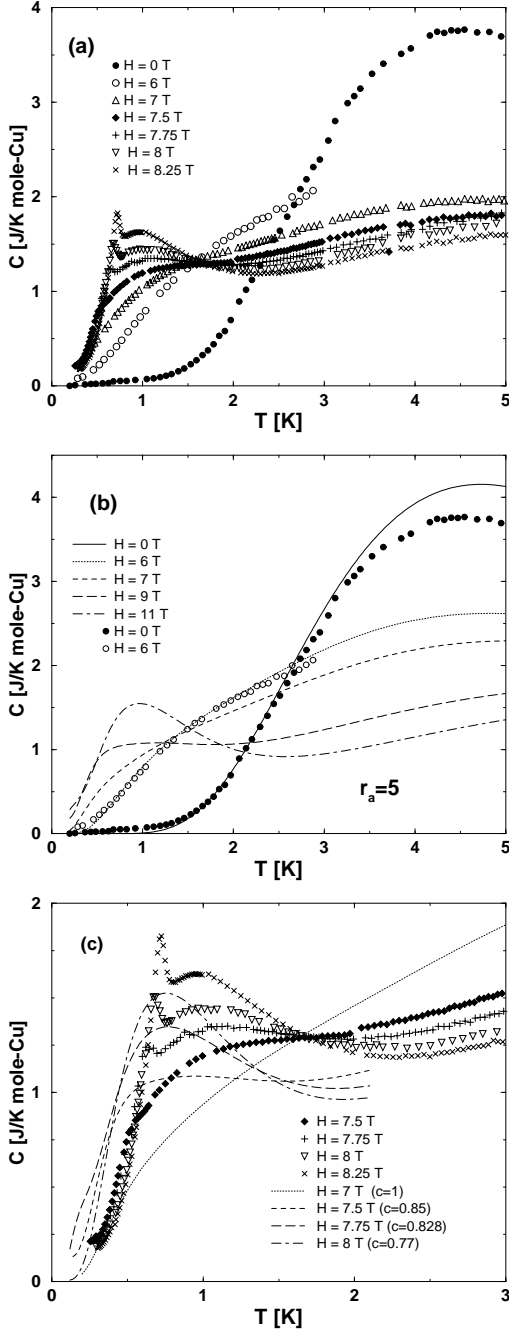 (a)
C [J/K mole-Cu]
4
3
2
1
0
H = 0 T
H = 6 T
H = 7 T
H = 7.5 T
H = 7.75 T
H = 8 T
H = 8.25 T
0 1 2 3 4 5
T [K]
(b)
C [J/K mole-Cu]
4
3
2
1
0
H = 0 T
H = 6 T
H = 7 T
H = 9 T
H = 11 T
H = 0 T
H = 6 T
r_a=5
0 1 2 3 4 5
T [K]
(c)
C [J/K mole-Cu]
2
1
0
H = 7.5 T
H = 7.75 T
H = 8 T
H = 8.25 T
H = 7 T (c=1)
H = 7.5 T (c=0.85)
H = 7.75 T (c=0.828)
H = 8 T (c=0.77)
0 1 2 3
T [K]